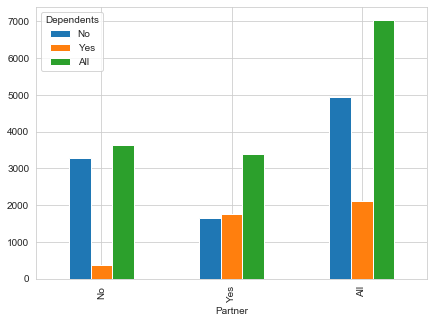 Dependents
No
Yes
All
7000
6000
5000
4000
3000
2000
1000
0
No
Yes
All
Partner